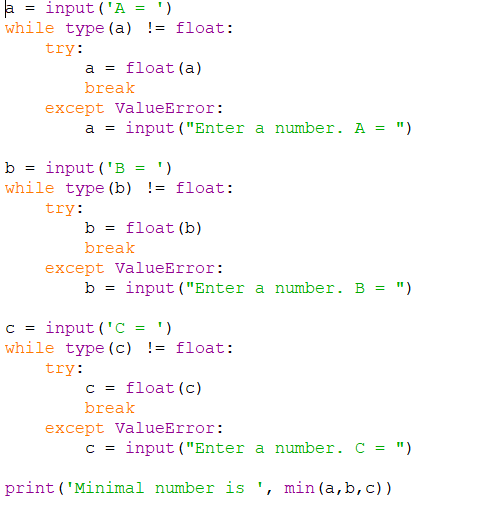 a = input('A = ')
while type(a) != float:
    try:
        a = float(a)
        break
    except ValueError:
        a = input("Enter a number. A = ")

b = input('B = ')
while type(b) != float:
    try:
        b = float(b)
        break
    except ValueError:
        b = input("Enter a number. B = ")

c = input('C = ')
while type(c) != float:
    try:
        c = float(c)
        break
    except ValueError:
        c = input("Enter a number. C = ")

print('Minimal number is ', min(a,b,c))